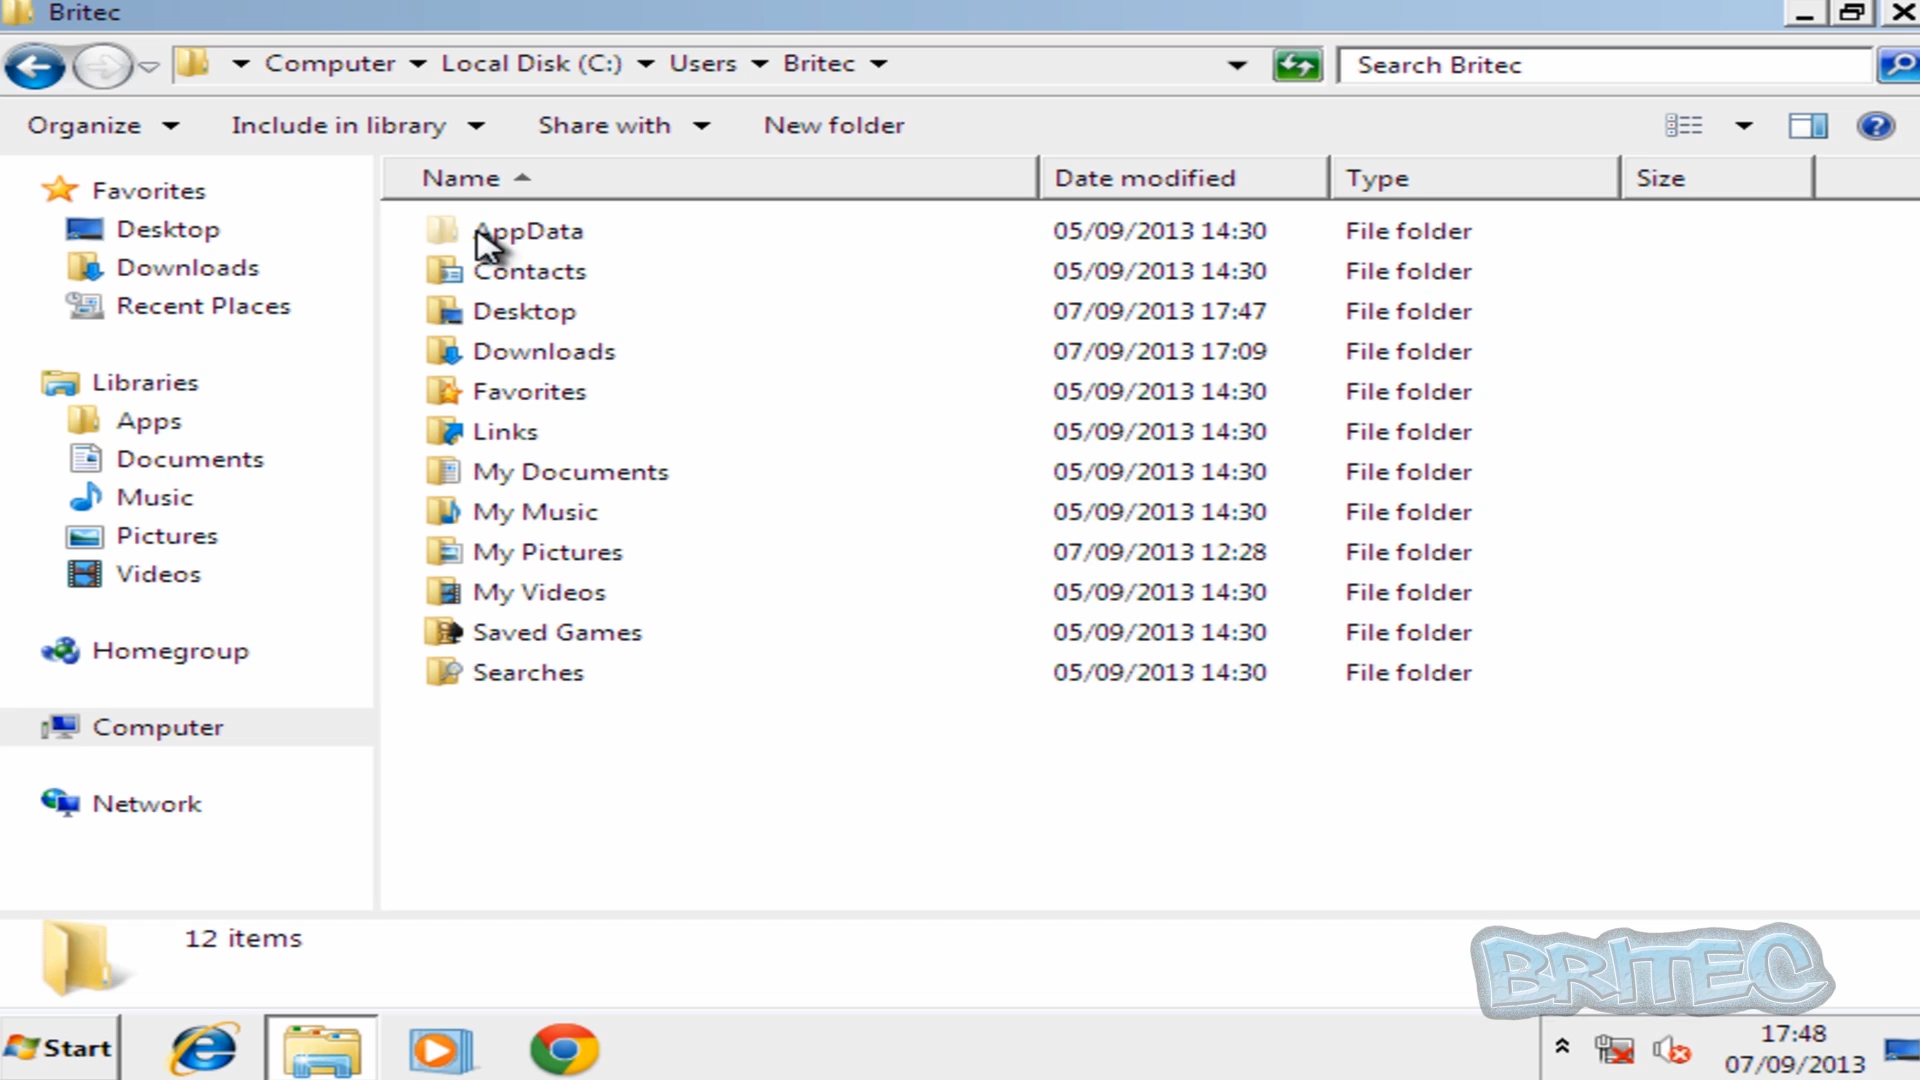 Britec
Computer Local Disk (C:) Users Britec
Search Britec
Organize Include in library Share with New folder
Name Date modified Type Size
Favorites
Desktop
Downloads
Recent Places
Libraries
Apps
Documents
Music
Pictures
Videos
Homegroup
Computer
Network
AppData 05/09/2013 14:30 File folder
Contacts 05/09/2013 14:30 File folder
Desktop 07/09/2013 17:47 File folder
Downloads 07/09/2013 17:09 File folder
Favorites 05/09/2013 14:30 File folder
Links 05/09/2013 14:30 File folder
My Documents 05/09/2013 14:30 File folder
My Music 05/09/2013 14:30 File folder
My Pictures 07/09/2013 12:28 File folder
My Videos 05/09/2013 14:30 File folder
Saved Games 05/09/2013 14:30 File folder
Searches 05/09/2013 14:30 File folder
12 items
BRITEC
Start
17:48
07/09/2013